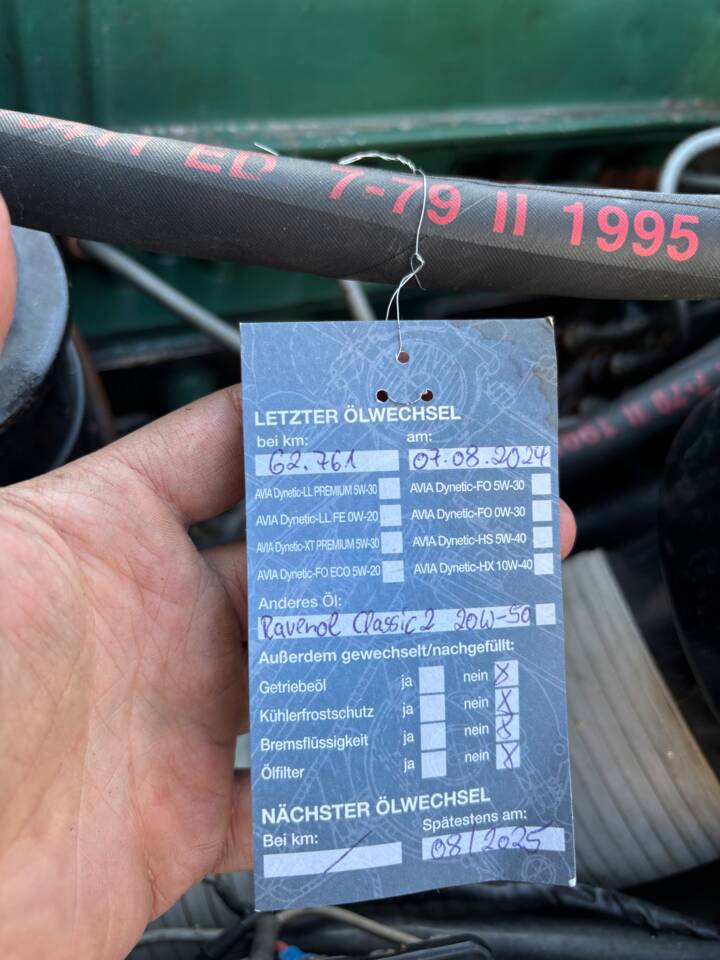 ED 7-79 II 1995
7-79 II
LETZTER ÖLWECHSEL
bei km: am:
62.761 07.08.2024
AVIA Dynetic-LL PREMIUM 5W-30 AVIA Dynetic-FO 5W-30
AVIA Dynetic-LL FE 0W-20 AVIA Dynetic-FO 0W-30
AVIA Dynetic-XT PREMIUM 5W-30 AVIA Dynetic-HS 5W-40
AVIA Dynetic-FO ECO 5W-20 AVIA Dynetic-HX 10W-40
Anderes Öl:
Ravenol Classic 2 20W-50
Außerdem gewechselt/nachgefüllt:
Getriebeöl ja nein X
Kühlerfrostschutz ja nein X
Bremsflüssigkeit ja nein X
Ölfilter ja nein X
NÄCHSTER ÖLWECHSEL
Bei km: Spätestens am:
/ 08/2025